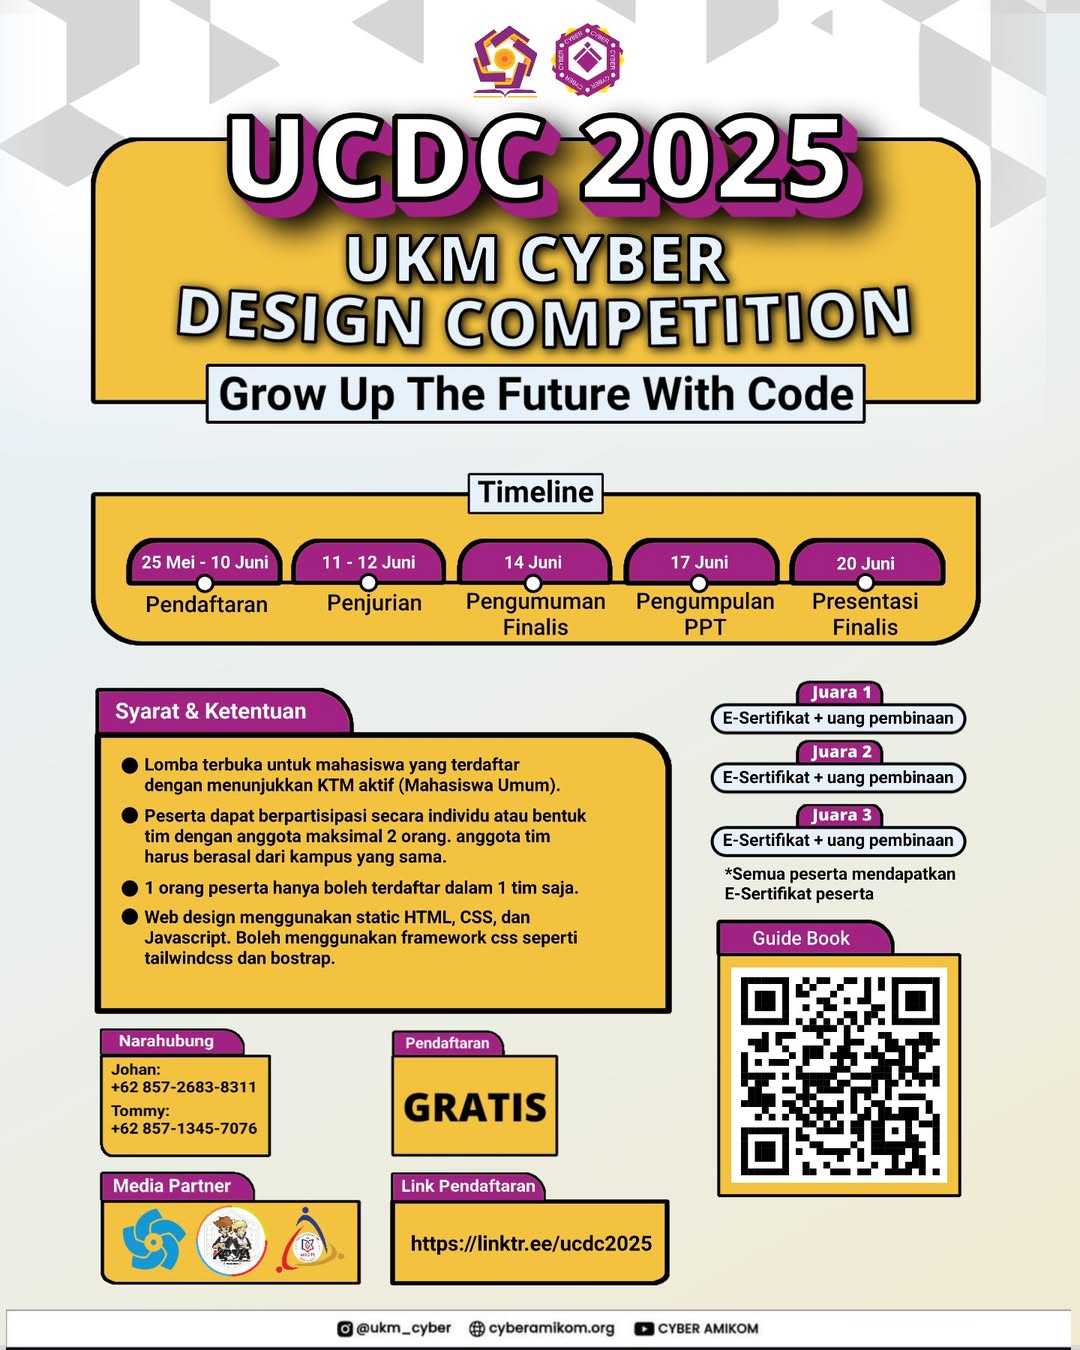 UCDC 2025
UKM CYBER
DESIGN COMPETITION
Grow Up The Future With Code
Timeline
25 Mei - 10 Juni
Pendaftaran
11 - 12 Juni
Penjurian
14 Juni
Pengumuman
Finalis
17 Juni
Pengumpulan
PPT
20 Juni
Presentasi
Finalis
Syarat & Ketentuan
Lomba terbuka untuk mahasiswa yang terdaftar
dengan menunjukkan KTM aktif (Mahasiswa Umum).
Peserta dapat berpartisipasi secara individu atau bentuk
tim dengan anggota maksimal 2 orang. anggota tim
harus berasal dari kampus yang sama.
1 orang peserta hanya boleh terdaftar dalam 1 tim saja.
Web design menggunakan static HTML, CSS, dan
Javascript. Boleh menggunakan framework css seperti
tailwindcss dan bostrap.
Juara 1
E-Sertifikat + uang pembinaan
Juara 2
E-Sertifikat + uang pembinaan
Juara 3
E-Sertifikat + uang pembinaan
*Semua peserta mendapatkan
E-Sertifikat peserta
Guide Book
Narahubung
Johan:
+62 857-2683-8311
Tommy:
+62 857-1345-7076
Pendaftaran
GRATIS
Media Partner
Link Pendaftaran
https://linktr.ee/ucdc2025
@ukm_cyber
cyberamikom.org
CYBER AMIKOM